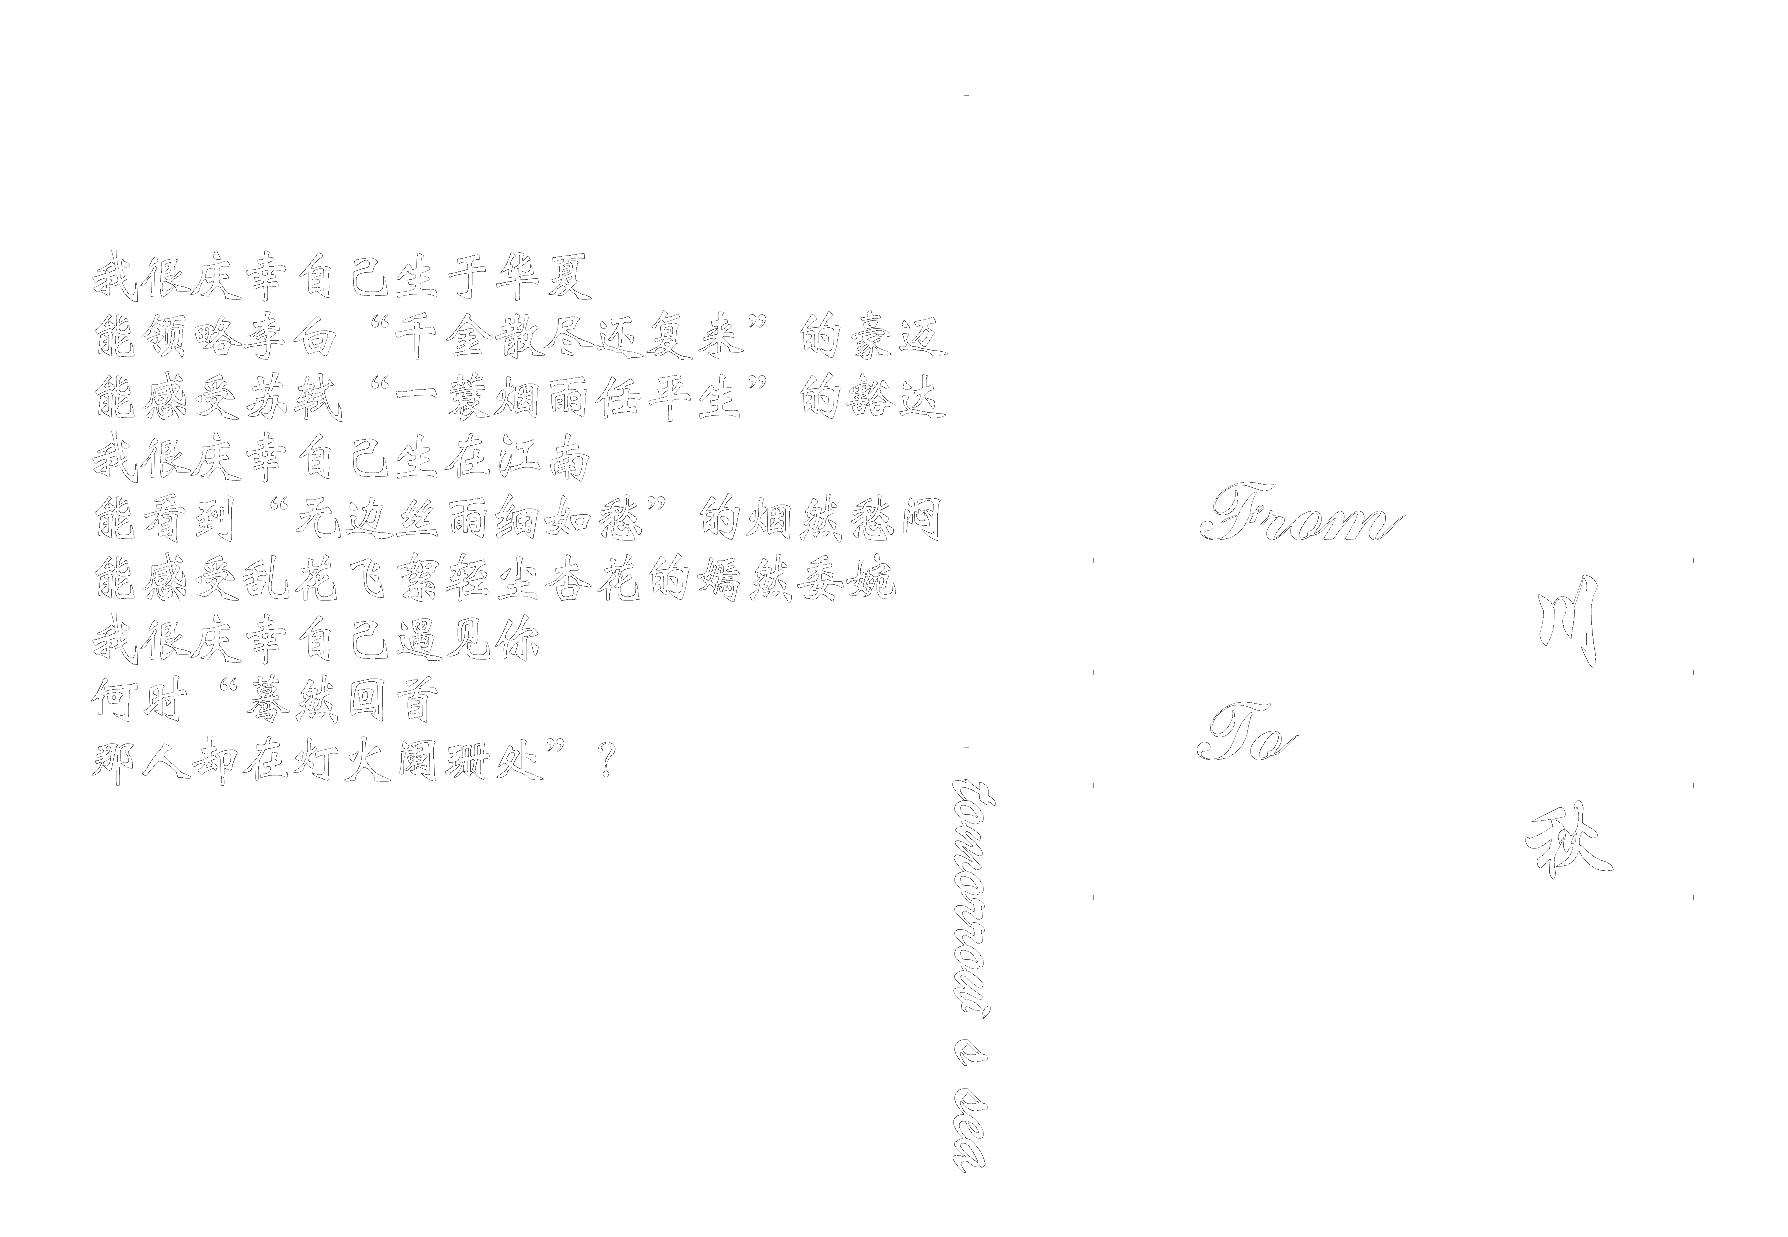 我很庆幸自己生于华夏
能领略李白“千金散尽还复来”的豪迈
能感受苏轼“一蓑烟雨任平生”的豁达
我很庆幸自己生在江南
能看到“无边丝雨细如愁”的烟然愁闷
能感受乱花飞絮轻尘杏花的嫣然委婉
我很庆幸自己遇见你
何时“蓦然回首
那人却在灯火阑珊处”？
tomorrow' s sea
From
川
To
秋